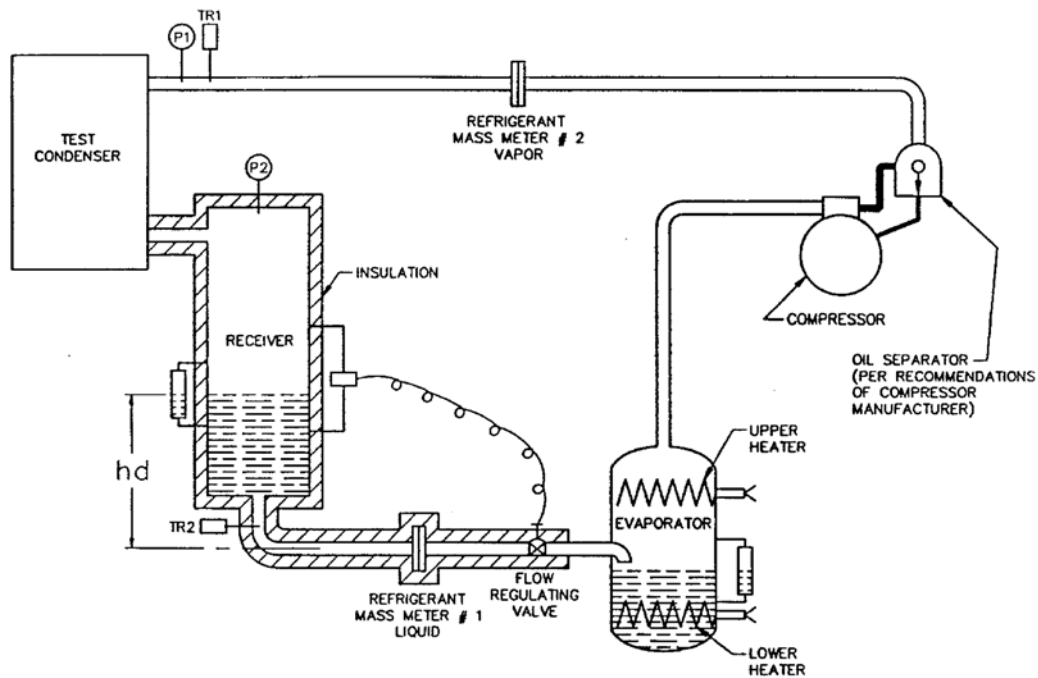 P1
TR1
TEST
CONDENSER
REFRIGERANT
MASS METER # 2
VAPOR
P2
INSULATION
RECEIVER
COMPRESSOR
OIL SEPARATOR
(PER RECOMMENDATIONS
OF COMPRESSOR
MANUFACTURER)
hd
UPPER
HEATER
EVAPORATOR
TR2
FLOW
REGULATING
VALVE
REFRIGERANT
MASS METER # 1
LIQUID
LOWER
HEATER